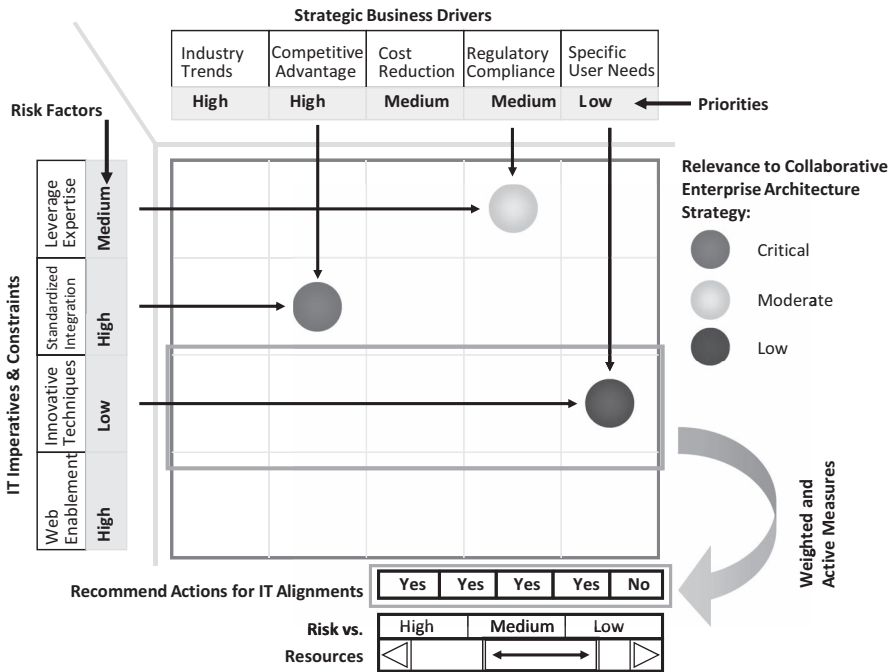 Strategic Business Drivers
Industry Trends
Competitive Advantage
Cost Reduction
Regulatory Compliance
Specific User Needs
High
High
Medium
Medium
Low
Priorities
Risk Factors
IT Imperatives & Constraints
Leverage Expertise
Medium
Standardized Integration
High
Innovative Techniques
Low
Web Enablement
High
Relevance to Collaborative
Enterprise Architecture
Strategy:
Critical
Moderate
Low
Weighted and
Active Measures
Recommend Actions for IT Alignments
Yes
Yes
Yes
Yes
No
Risk vs.
Resources
High
Medium
Low